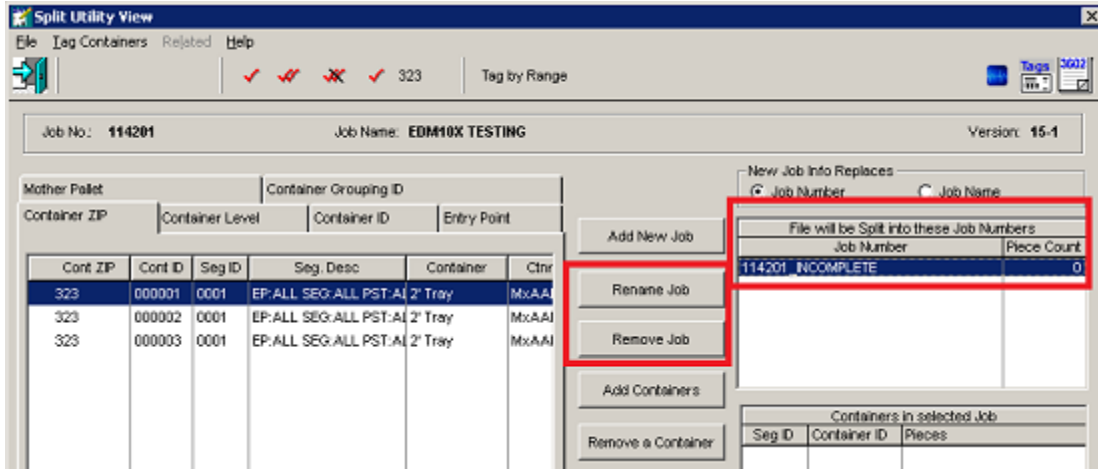 Split Utility View
File Tag Containers Related Help
323 Tag by Range Tags 3602
Job No.: 114201 Job Name: EDM10X TESTING Version: 15-1
New Job Info Replaces
Job Number Job Name
Mother Pallet Container Grouping ID
Container ZIP Container Level Container ID Entry Point
Add New Job
File will be Split into these Job Numbers
Job Number Piece Count
114201_INCOMPLETE 0
Cont ZIP Cont ID Seg ID Seg. Desc Container Ctnr
323 000001 0001 EP:ALL SEG:ALL PST:AL 2' Tray MxAAI
323 000002 0001 EP:ALL SEG:ALL PST:AL 2' Tray MxAAI
323 000003 0001 EP:ALL SEG:ALL PST:AL 2' Tray MxAAI
Rename Job
Remove Job
Add Containers
Remove a Container
Containers in selected Job
Seg ID Container ID Pieces